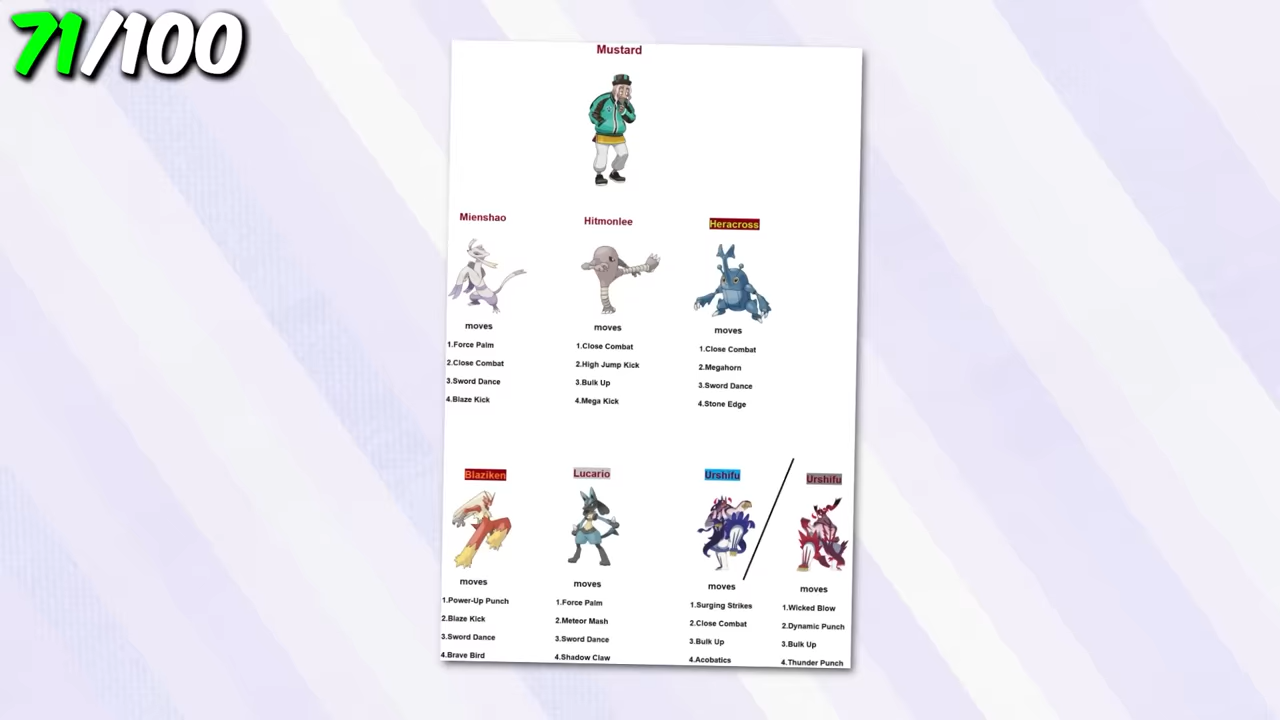 71/100
Mustard
Mienshao
Hitmonlee
Heracross
moves
1.Force Palm
2.Close Combat
3.Sword Dance
4.Blaze Kick
moves
1.Close Combat
2.High Jump Kick
3.Bulk Up
4.Mega Kick
moves
1.Close Combat
2.Megahorn
3.Sword Dance
4.Stone Edge
Blaziken
Lucario
Urshifu
Urshifu
moves
1.Power-Up Punch
2.Blaze Kick
3.Sword Dance
4.Brave Bird
moves
1.Force Palm
2.Meteor Mash
3.Sword Dance
4.Shadow Claw
moves
1.Surging Strikes
2.Close Combat
3.Bulk Up
4.Acobatics
moves
1.Wicked Blow
2.Dynamic Punch
3.Bulk Up
4.Thunder Punch